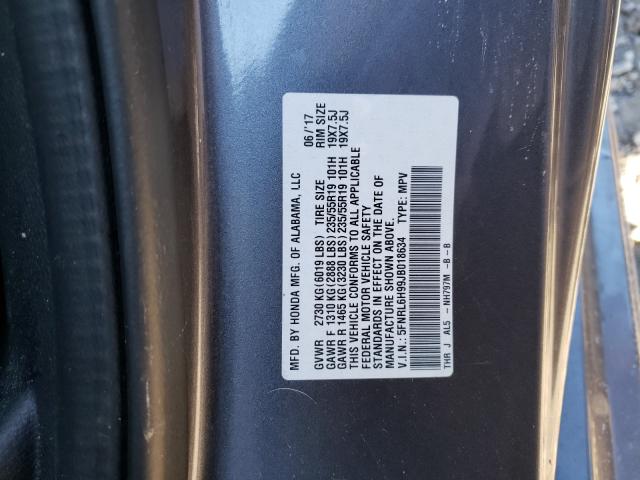 MFD. BY HONDA MFG. OF ALABAMA, LLC 06/'17
GVWR 2730 KG(6019 LBS) TIRE SIZE RIM SIZE
GAWR F 1310 KG(2888 LBS)235/55R19 101H 19X7.5J
GAWR R 1465 KG(3230 LBS)235/55R19 101H 19X7.5J
THIS VEHICLE CONFORMS TO ALL APPLICABLE
FEDERAL MOTOR VEHICLE SAFETY
STANDARDS IN EFFECT ON THE DATE OF
MANUFACTURE SHOWN ABOVE.
V.I.N.: 5FNRL6H99JB018634 TYPE: MPV
THR J AL5 - NH797M -B -B